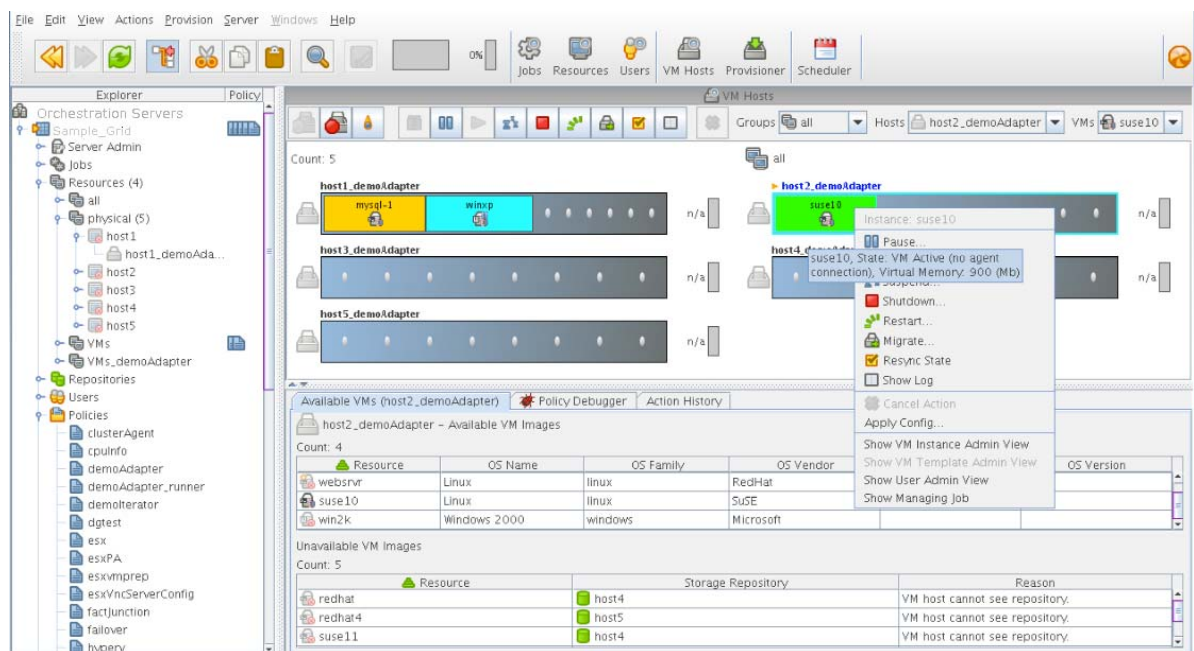 File Edit View Actions Provision Server Windows Help
0%
Jobs Resources Users VM Hosts Provisioner Scheduler
Explorer Policy
Orchestration Servers
Sample_Grid
Server Admin
Jobs
Resources (4)
all
physical (5)
host1
host1_demoAda...
host2
host3
host4
host5
VMs
VMs_demoAdapter
Repositories
Users
Policies
clusterAgent
cpuInfo
demoAdapter
demoAdapter_runner
demoIterator
dgtest
esx
esxPA
esxvmprep
esxVncServerConfig
factJunction
failover
hyperv
VM Hosts
Groups all Hosts host2_demoAdapter VMs suse10
Count: 5
all
host1_demoAdapter
mysql-1 winxp
n/a
host2_demoAdapter
suse10
n/a
host3_demoAdapter
n/a
n/a
host5_demoAdapter
n/a
Instance: suse10
Pause...
suse10, State: VM Active (no agent
connection), Virtual Memory: 900 (Mb)
Suspend...
Shutdown...
Restart...
Migrate...
Resync State
Show Log
Cancel Action
Apply Config...
Show VM Instance Admin View
Show VM Template Admin View
Show User Admin View
Show Managing Job
Available VMs (host2_demoAdapter) Policy Debugger Action History
host2_demoAdapter – Available VM Images
Count: 4
Resource OS Name OS Family OS Vendor OS Version
websrvr Linux linux RedHat
suse10 Linux linux SuSE
win2k Windows 2000 windows Microsoft
Unavailable VM Images
Count: 5
Resource Storage Repository Reason
redhat host4 VM host cannot see repository.
redhat4 host5 VM host cannot see repository.
suse11 host4 VM host cannot see repository.